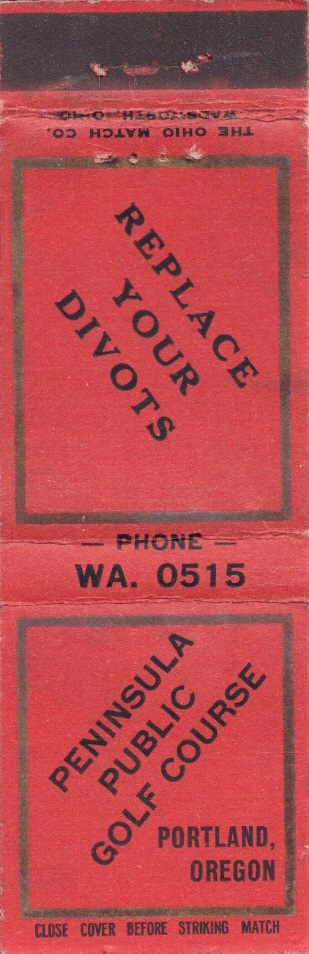 THE OHIO MATCH CO.
WADSWORTH, OHIO
REPLACE
YOUR
DIVOTS
— PHONE —
WA. 0515
PENINSULA
PUBLIC
GOLF COURSE
PORTLAND,
OREGON
CLOSE COVER BEFORE STRIKING MATCH